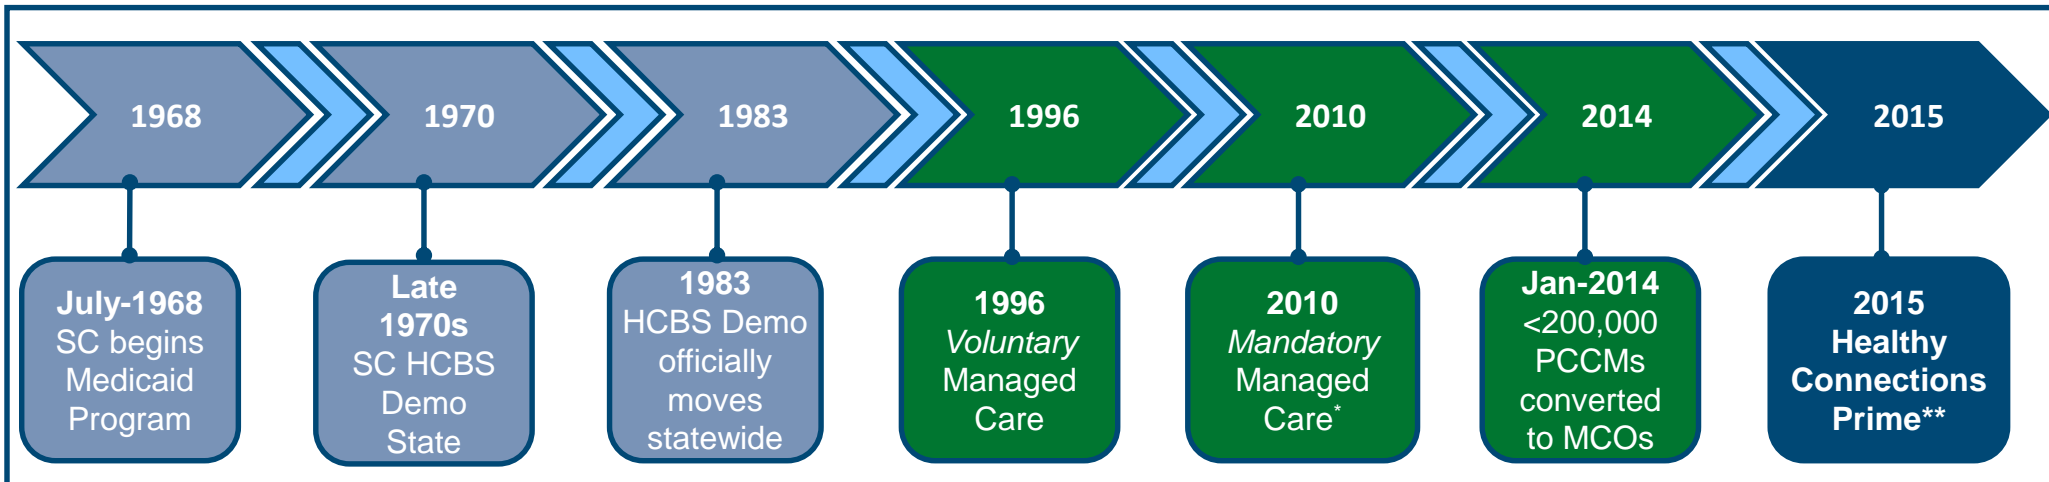 1968
1970
1983
1996
2010
2014
2015
July-1968
SC begins
Medicaid
Program
Late
1970s
SC HCBS
Demo
State
1983
HCBS Demo
officially
moves
statewide
1996
Voluntary
Managed
Care
2010
Mandatory
Managed
Care*
Jan-2014
<200,000
PCCMs
converted
to MCOs
2015
Healthy
Connections
Prime**